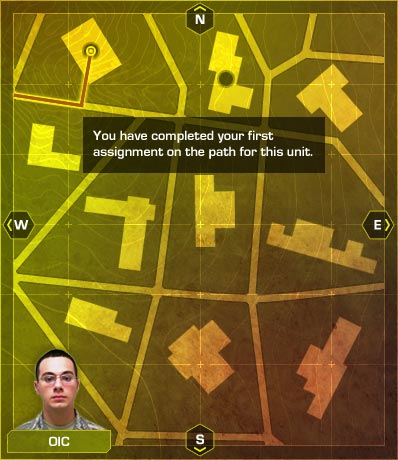 N
You have completed your first
assignment on the path for this unit.
W
E
OIC
S